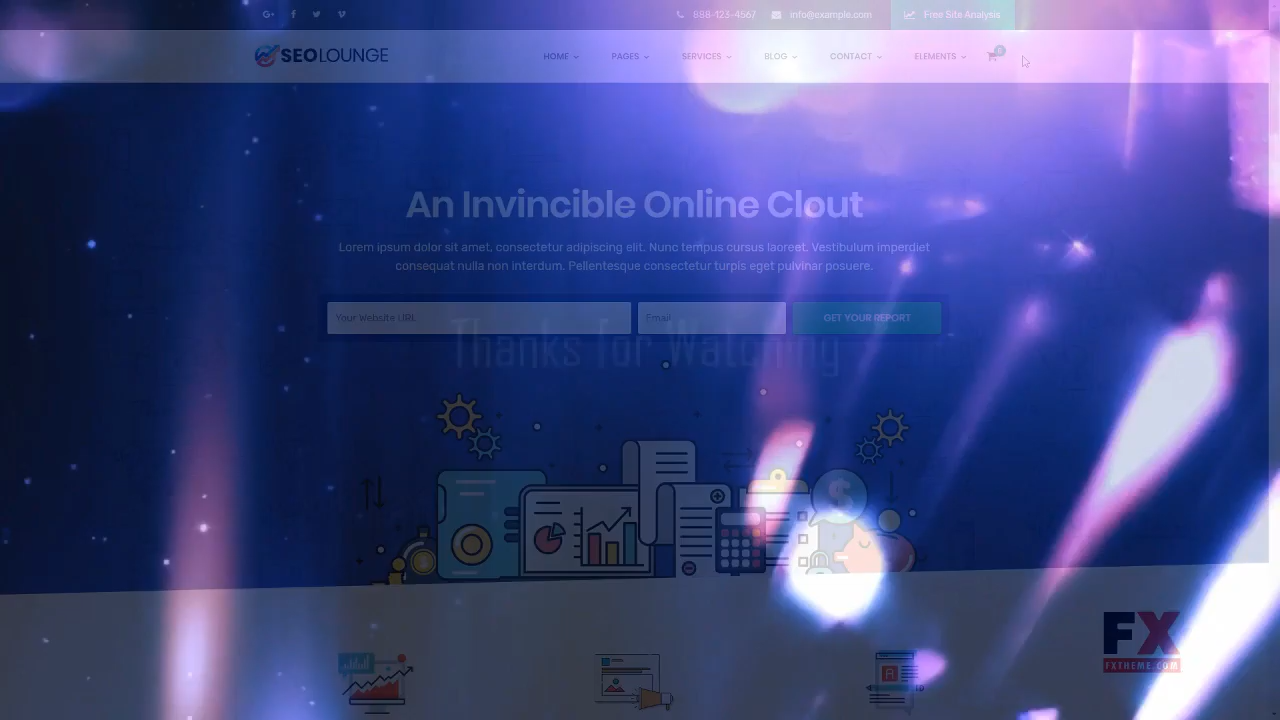 888-123-4567 info@example.com Free Site Analysis
SEOLOUNGE HOME PAGES SERVICES BLOG CONTACT ELEMENTS 0
An Invincible Online Clout
Lorem ipsum dolor sit amet, consectetur adipiscing elit. Nunc tempus cursus laoreet. Vestibulum imperdiet
consequat nulla non interdum. Pellentesque consectetur turpis eget pulvinar posuere.
Your Website URL Email GET YOUR REPORT
Thanks for Watching
$
A
FX
FXTHEME.COM